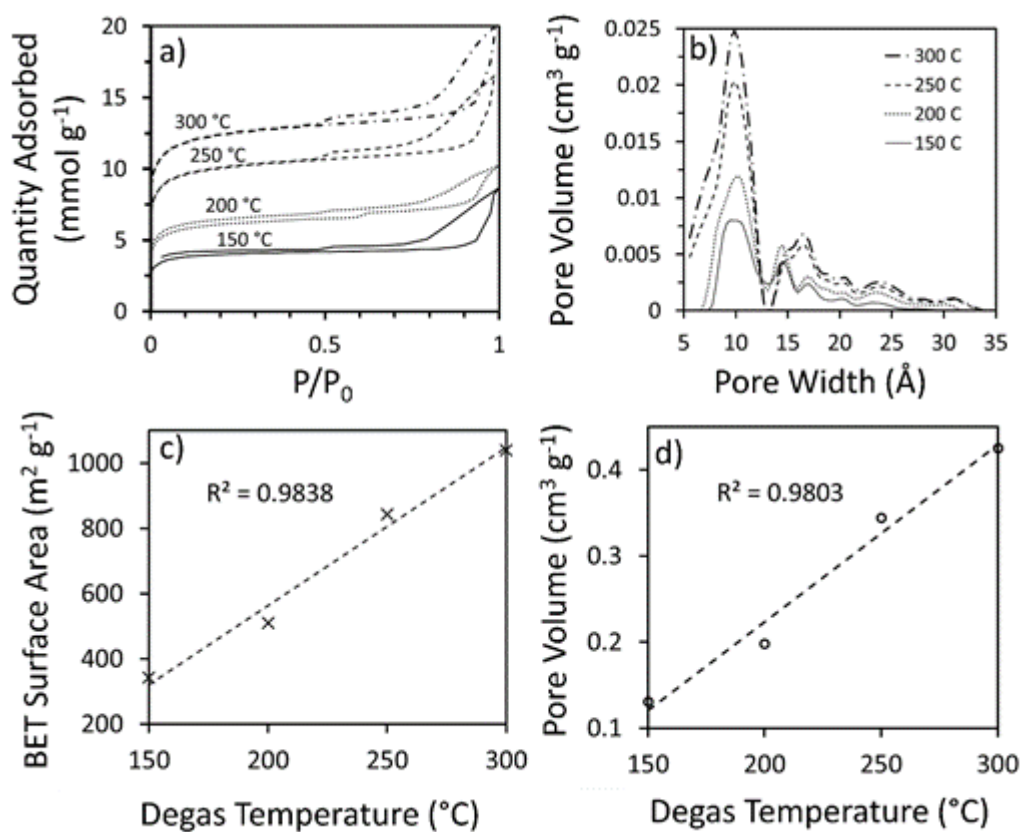 a)
Quantity Adsorbed
(mmol g⁻¹)
20
15
10
5
0
300 °C
250 °C
200 °C
150 °C
0
0.5
1
P/P₀
b)
Pore Volume (cm³ g⁻¹)
0.025
0.02
0.015
0.01
0.005
0
300 C
250 C
200 C
150 C
5
10
15
20
25
30
35
Pore Width (Å)
c)
BET Surface Area (m² g⁻¹)
1000
800
600
400
200
R² = 0.9838
150
200
250
300
Degas Temperature (°C)
d)
Pore Volume (cm³ g⁻¹)
0.4
0.3
0.2
0.1
R² = 0.9803
150
200
250
300
Degas Temperature (°C)